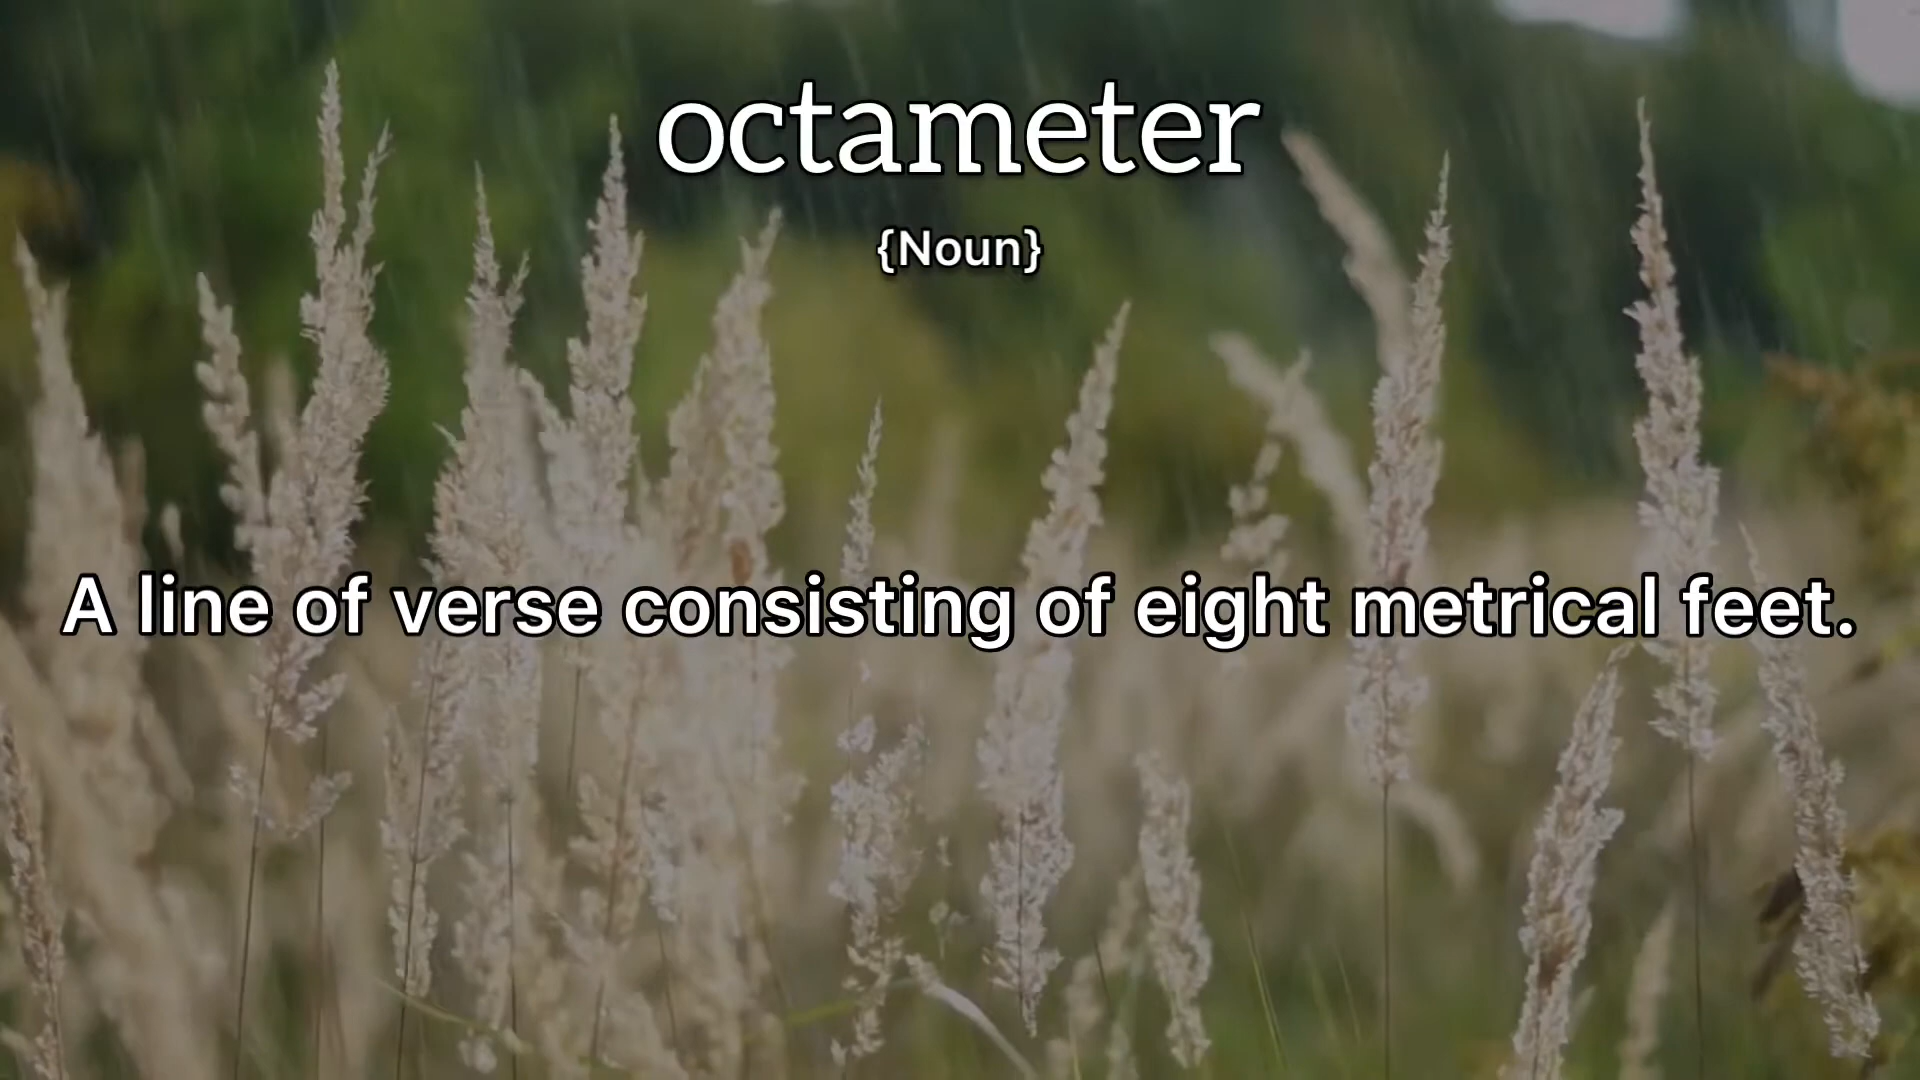 octameter
{Noun}
A line of verse consisting of eight metrical feet.